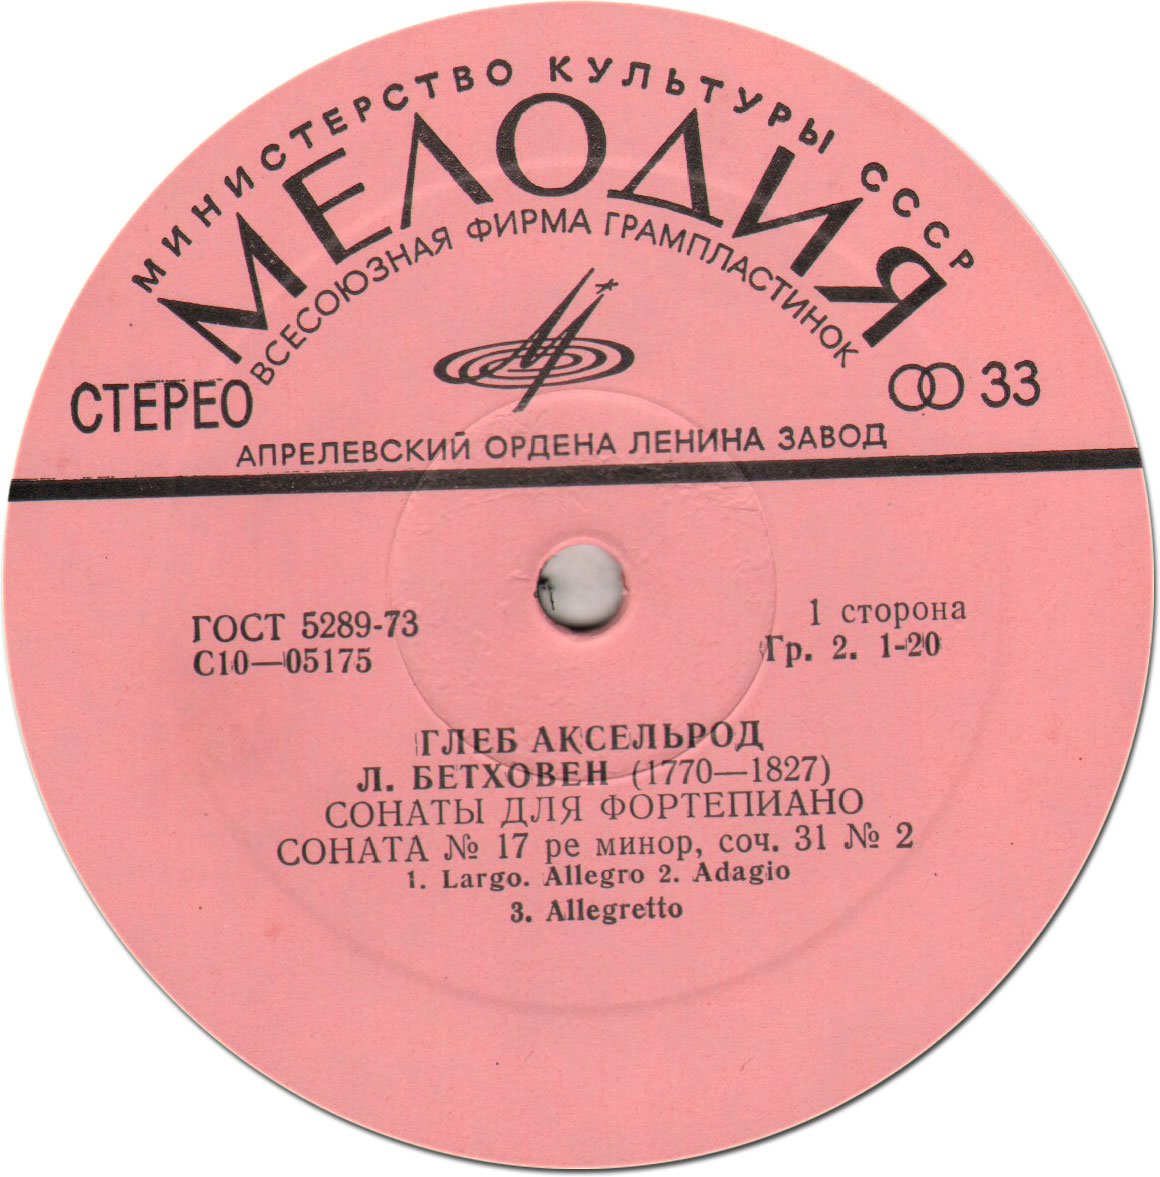 МИНИСТЕРСТВО КУЛЬТУРЫ СССР
МЕЛОДИЯ
ВСЕСОЮЗНАЯ ФИРМА ГРАМПЛАСТИНОК
СТЕРЕО
33
АПРЕЛЕВСКИЙ ОРДЕНА ЛЕНИНА ЗАВОД
ГОСТ 5289-73
С10—05175
1 сторона
Гр. 2. 1-20
ГЛЕБ АКСЕЛЬРОД
Л. БЕТХОВЕН (1770—1827)
СОНАТЫ ДЛЯ ФОРТЕПИАНО
СОНАТА № 17 ре минор, соч. 31 № 2
1. Largo. Allegro 2. Adagio
3. Allegretto